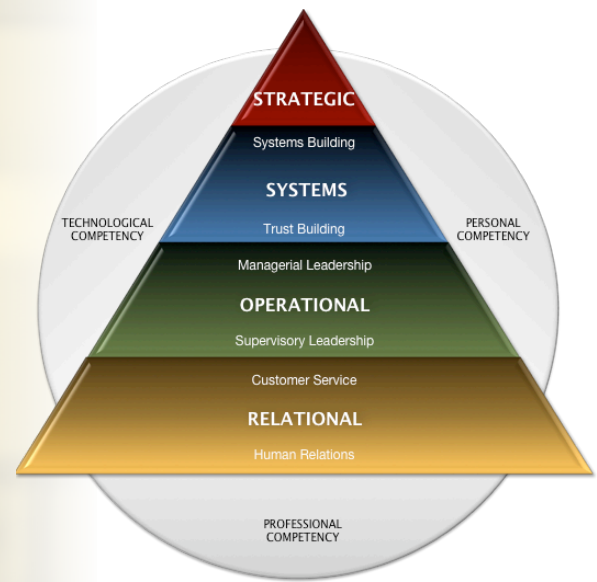 STRATEGIC
Systems Building
SYSTEMS
Trust Building
TECHNOLOGICAL
COMPETENCY
PERSONAL
COMPETENCY
Managerial Leadership
OPERATIONAL
Supervisory Leadership
Customer Service
RELATIONAL
Human Relations
PROFESSIONAL
COMPETENCY